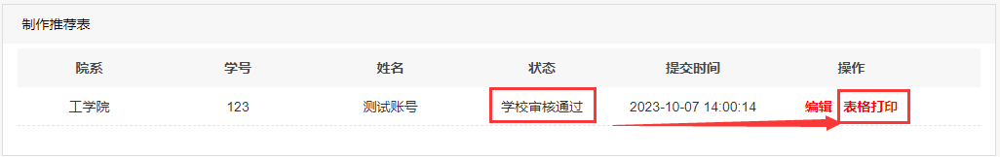 制作推荐表
院系 学号 姓名 状态 提交时间 操作
工学院 123 测试账号 学校审核通过 2023-10-07 14:00:14 编辑 表格打印